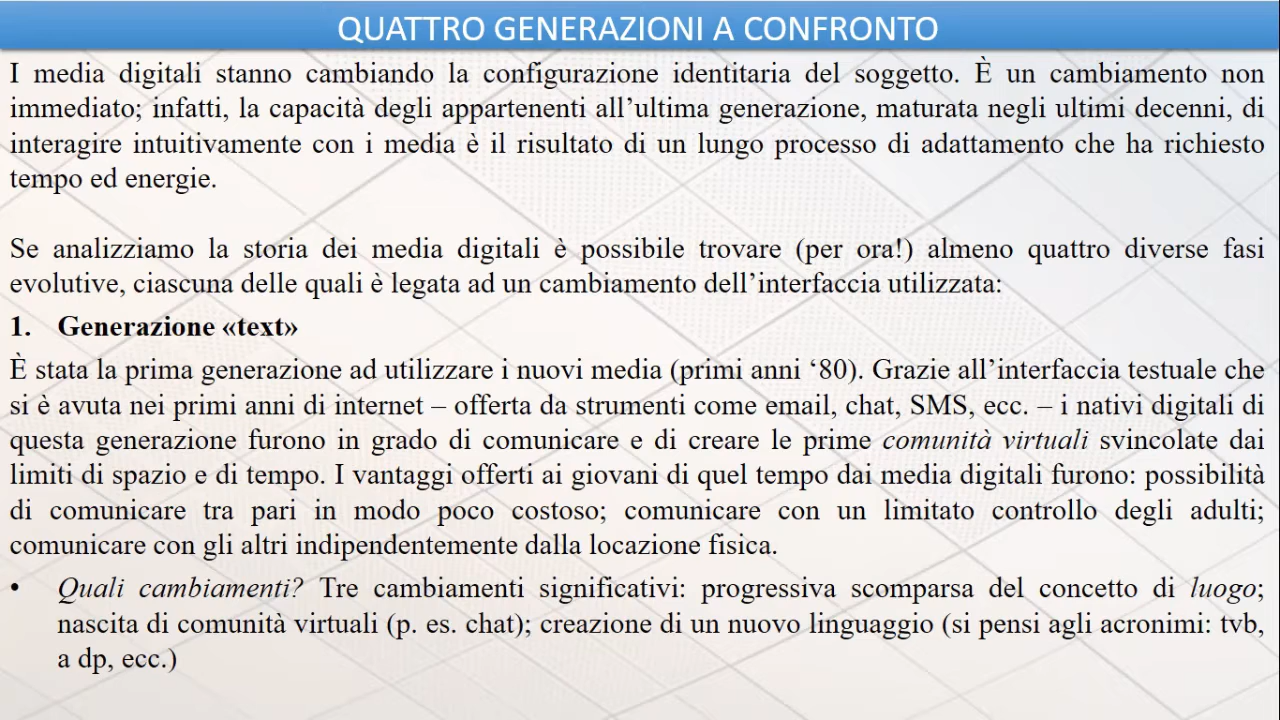 QUATTRO GENERAZIONI A CONFRONTO
I media digitali stanno cambiando la configurazione identitaria del soggetto. È un cambiamento non
immediato; infatti, la capacità degli appartenenti all’ultima generazione, maturata negli ultimi decenni, di
interagire intuitivamente con i media è il risultato di un lungo processo di adattamento che ha richiesto
tempo ed energie.
Se analizziamo la storia dei media digitali è possibile trovare (per ora!) almeno quattro diverse fasi
evolutive, ciascuna delle quali è legata ad un cambiamento dell’interfaccia utilizzata:
1. Generazione «text»
È stata la prima generazione ad utilizzare i nuovi media (primi anni ‘80). Grazie all’interfaccia testuale che
si è avuta nei primi anni di internet – offerta da strumenti come email, chat, SMS, ecc. – i nativi digitali di
questa generazione furono in grado di comunicare e di creare le prime comunità virtuali svincolate dai
limiti di spazio e di tempo. I vantaggi offerti ai giovani di quel tempo dai media digitali furono: possibilità
di comunicare tra pari in modo poco costoso; comunicare con un limitato controllo degli adulti;
comunicare con gli altri indipendentemente dalla locazione fisica.
• Quali cambiamenti? Tre cambiamenti significativi: progressiva scomparsa del concetto di luogo;
nascita di comunità virtuali (p. es. chat); creazione di un nuovo linguaggio (si pensi agli acronimi: tvb,
a dp, ecc.)